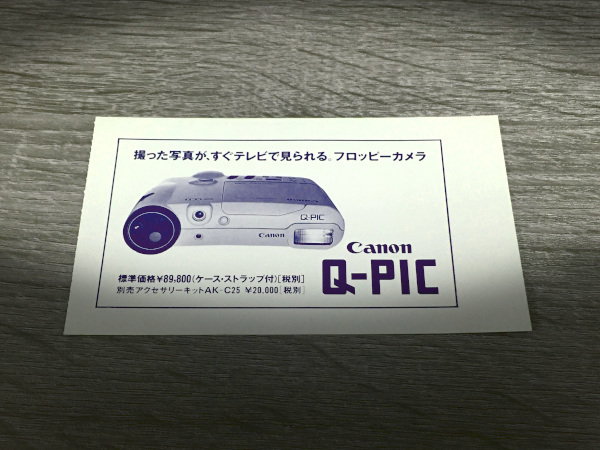 撮った写真が、すぐテレビで見られる。フロッピーカメラ
Q-PIC
Canon
Canon
Q-PIC
標準価格¥89,800(ケース・ストラップ付)[税別]
別売アクセサリーキットAK-C25 ¥20,000[税別]